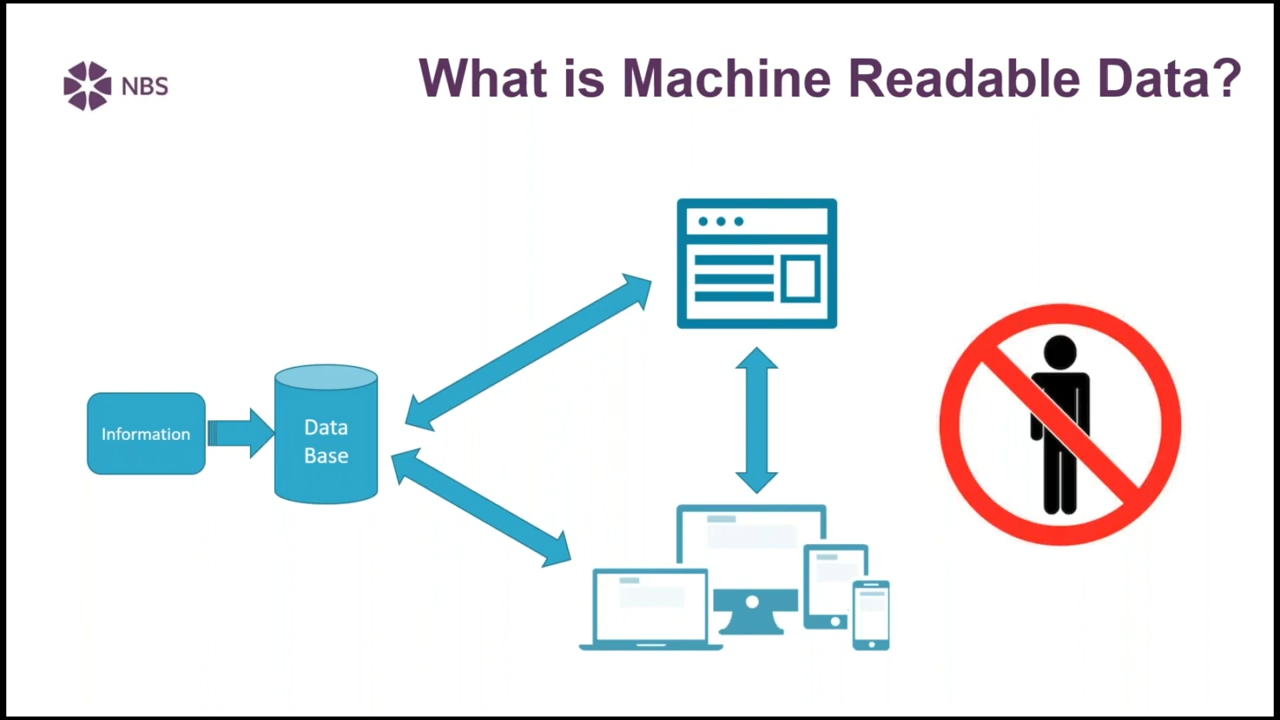 NBS
What is Machine Readable Data?
Information
Data
Base